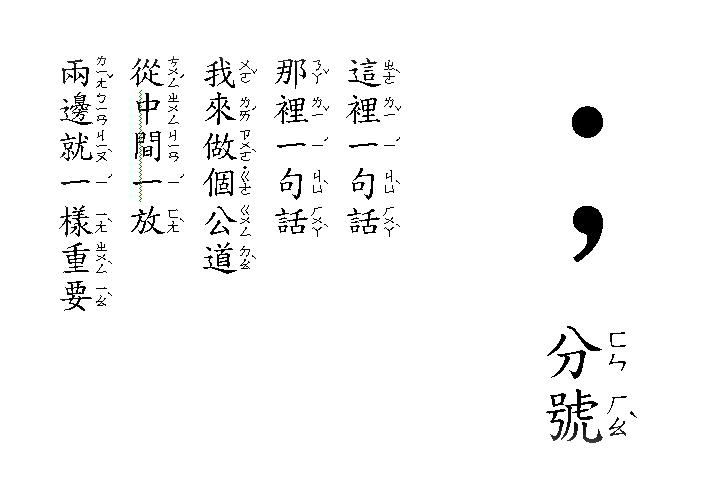 ；
分號
這裡一句話
那裡一句話
我來做個公道
從中間一放
兩邊就一樣重要